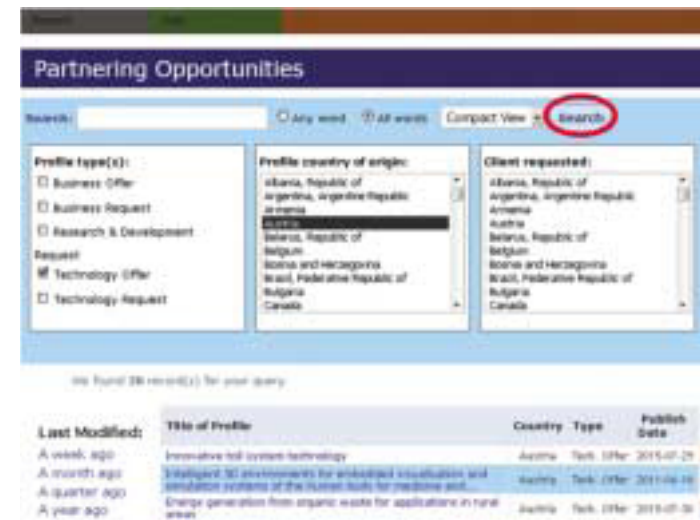 Partnering Opportunities
Search: Any word All words Compact View Search
Profile type(s):
Business Offer
Business Request
Research & Development
Request
Technology Offer
Technology Request
Profile country of origin:
Albania, Republic of
Argentina, Argentine Republic
Armenia
Austria
Belarus, Republic of
Belgium
Bosnia and Herzegovina
Brazil, Federative Republic of
Bulgaria
Canada
Client requested:
Albania, Republic of
Argentina, Argentine Republic
Armenia
Austria
Belarus, Republic of
Belgium
Bosnia and Herzegovina
Brazil, Federative Republic of
Bulgaria
Canada
We found record(s) for your query
Last Modified:
A week ago
A month ago
A quarter ago
A year ago
Title of Profile Country Type Publish
Date
Innovative toll system technology Austria Tech. Offer
Intelligent 3D environments for embedded visualisation and
simulation systems of the human body for medicine and Austria Tech. Offer
Energy generation from organic waste for applications in rural
areas Austria Tech. Offer